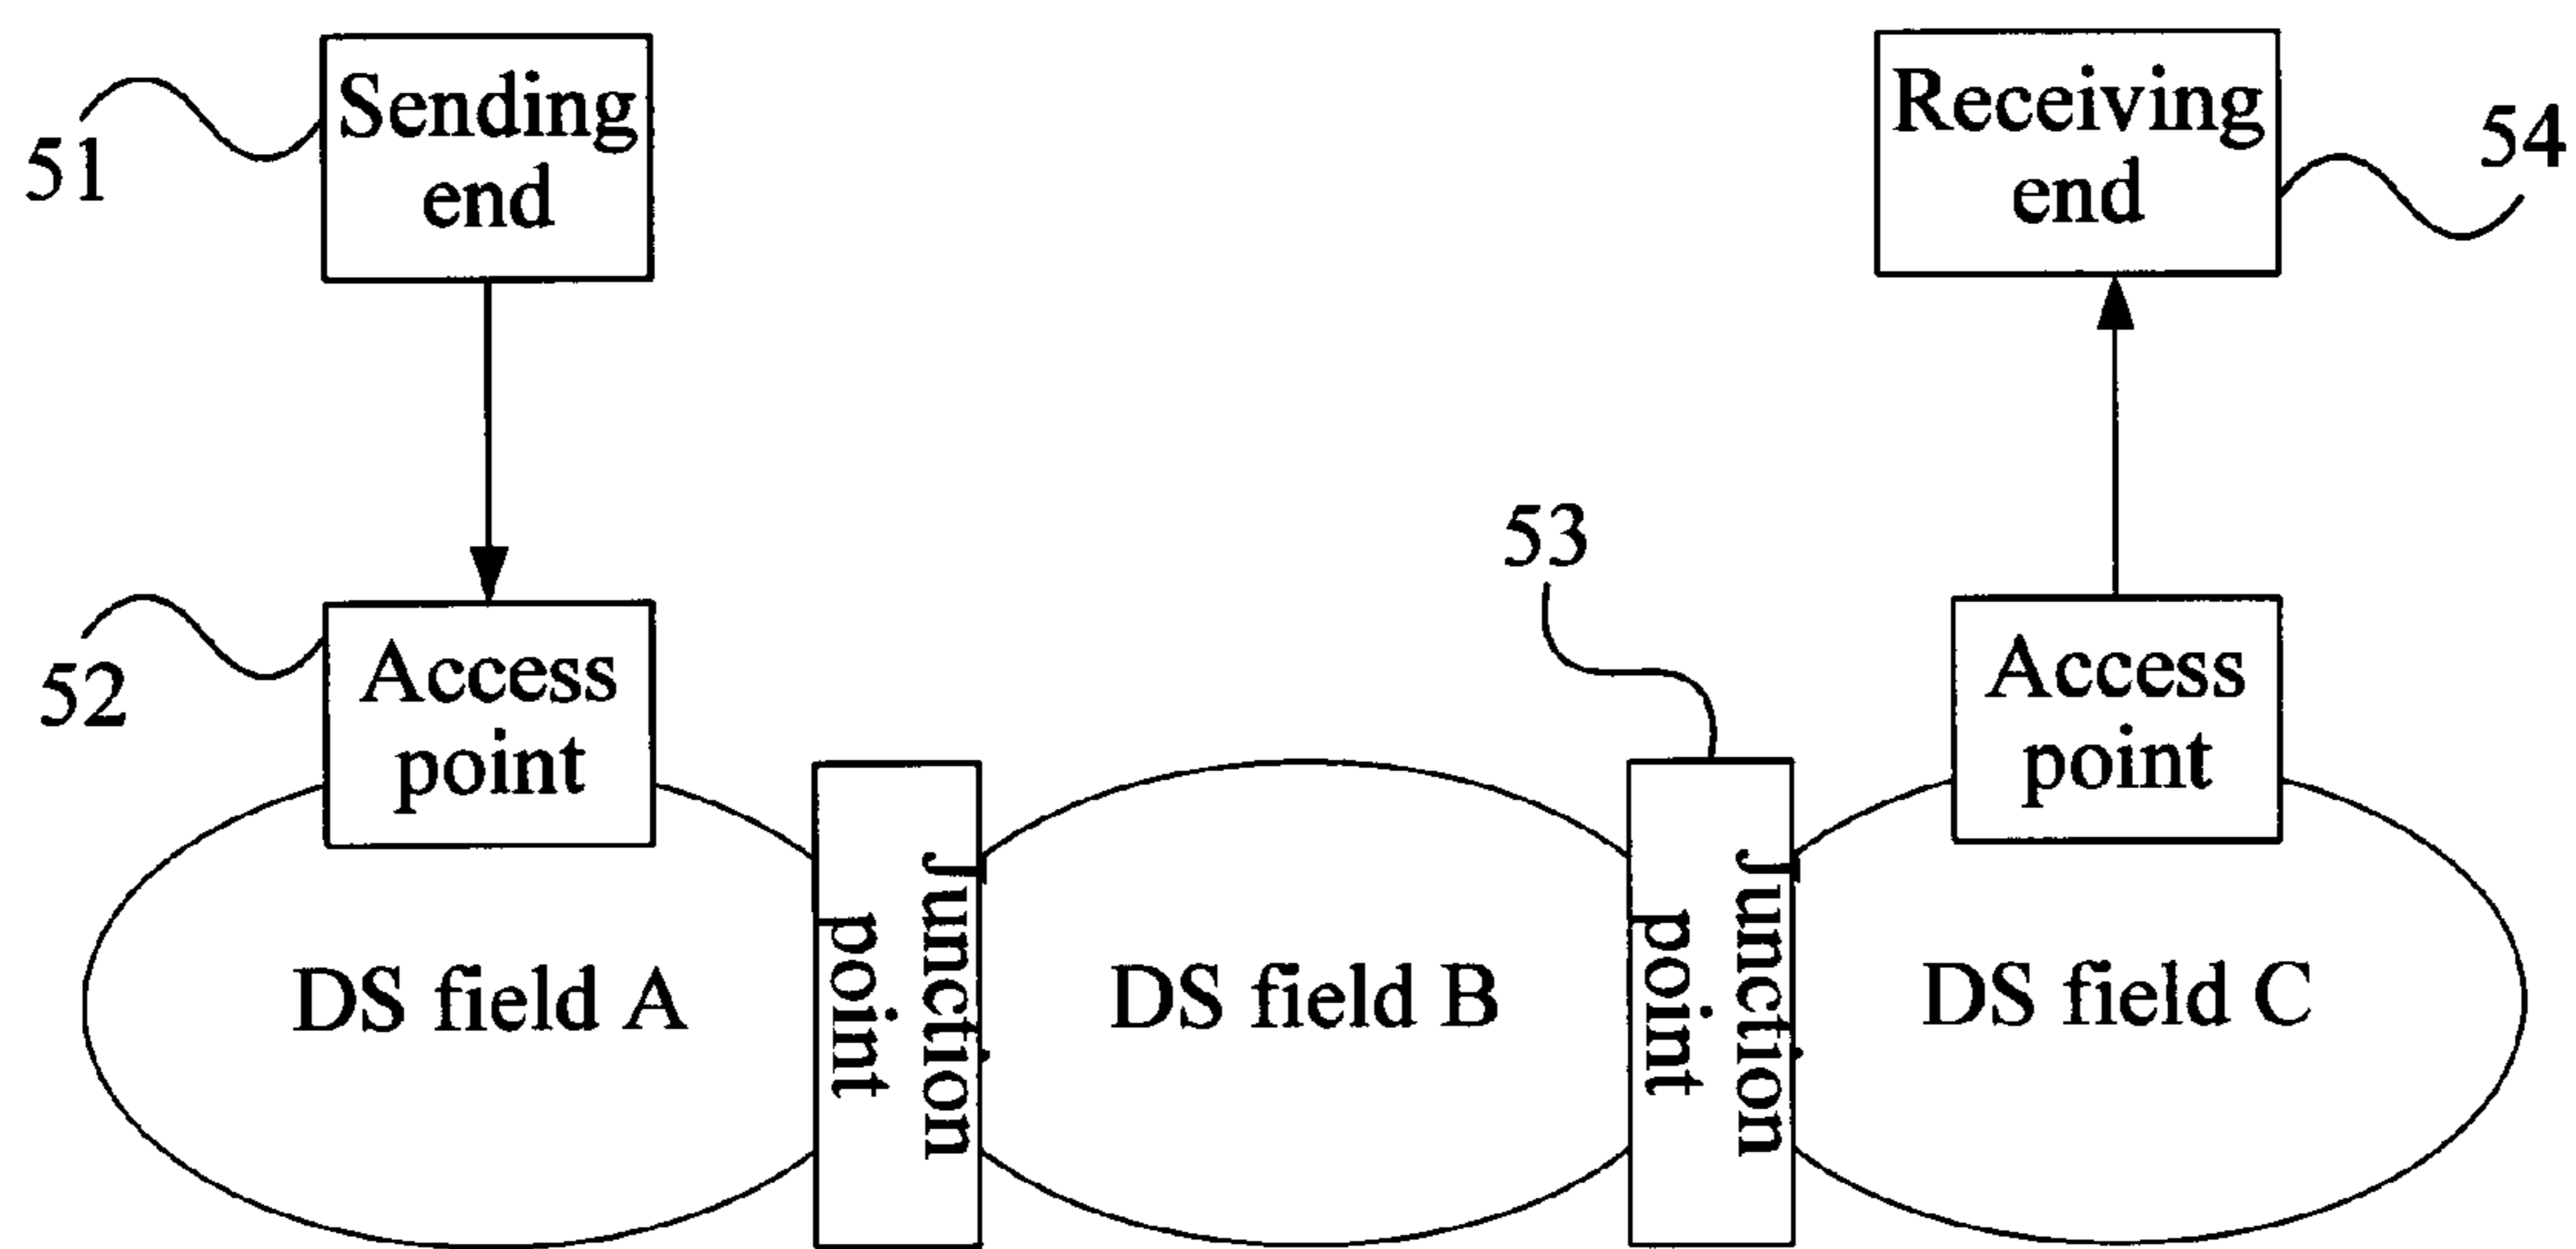 51
Sending
end
Receiving
end
54
52
Access
point
53
Access
point
DS field A
Junction
point
DS field B
Junction
point
DS field C